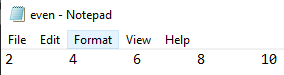 even - Notepad
File Edit Format View Help
2 4 6 8 10